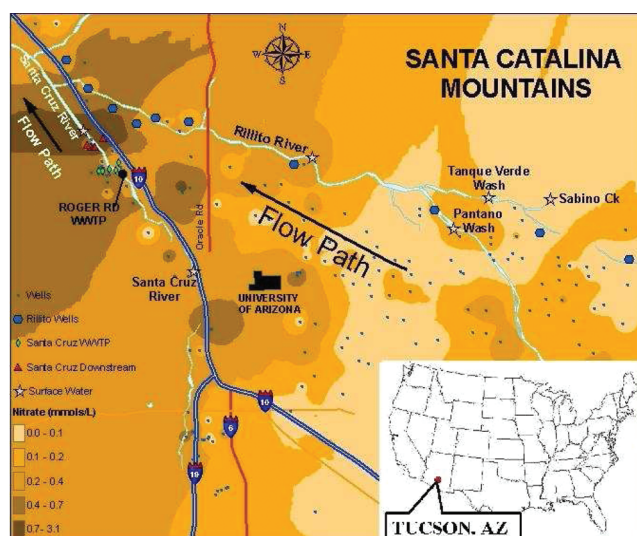 N
W
E
S
SANTA CATALINA
MOUNTAINS
Santa Cruz River
Flow Path
Rillito River
Tanque Verde
Wash
Sabino Ck
Pantano
Wash
10
ROGER RD
WWTP
Oracle Rd
Flow Path
Santa Cruz
River
UNIVERSITY
OF ARIZONA
Wells
Rillito Wells
Santa Cruz WWTP
Santa Cruz Downstream
Surface Water
Nitrate (mmols/L)
0.0 - 0.1
0.1 - 0.2
0.2 - 0.4
0.4 - 0.7
0.7- 3.1
10
19
TUCSON, AZ